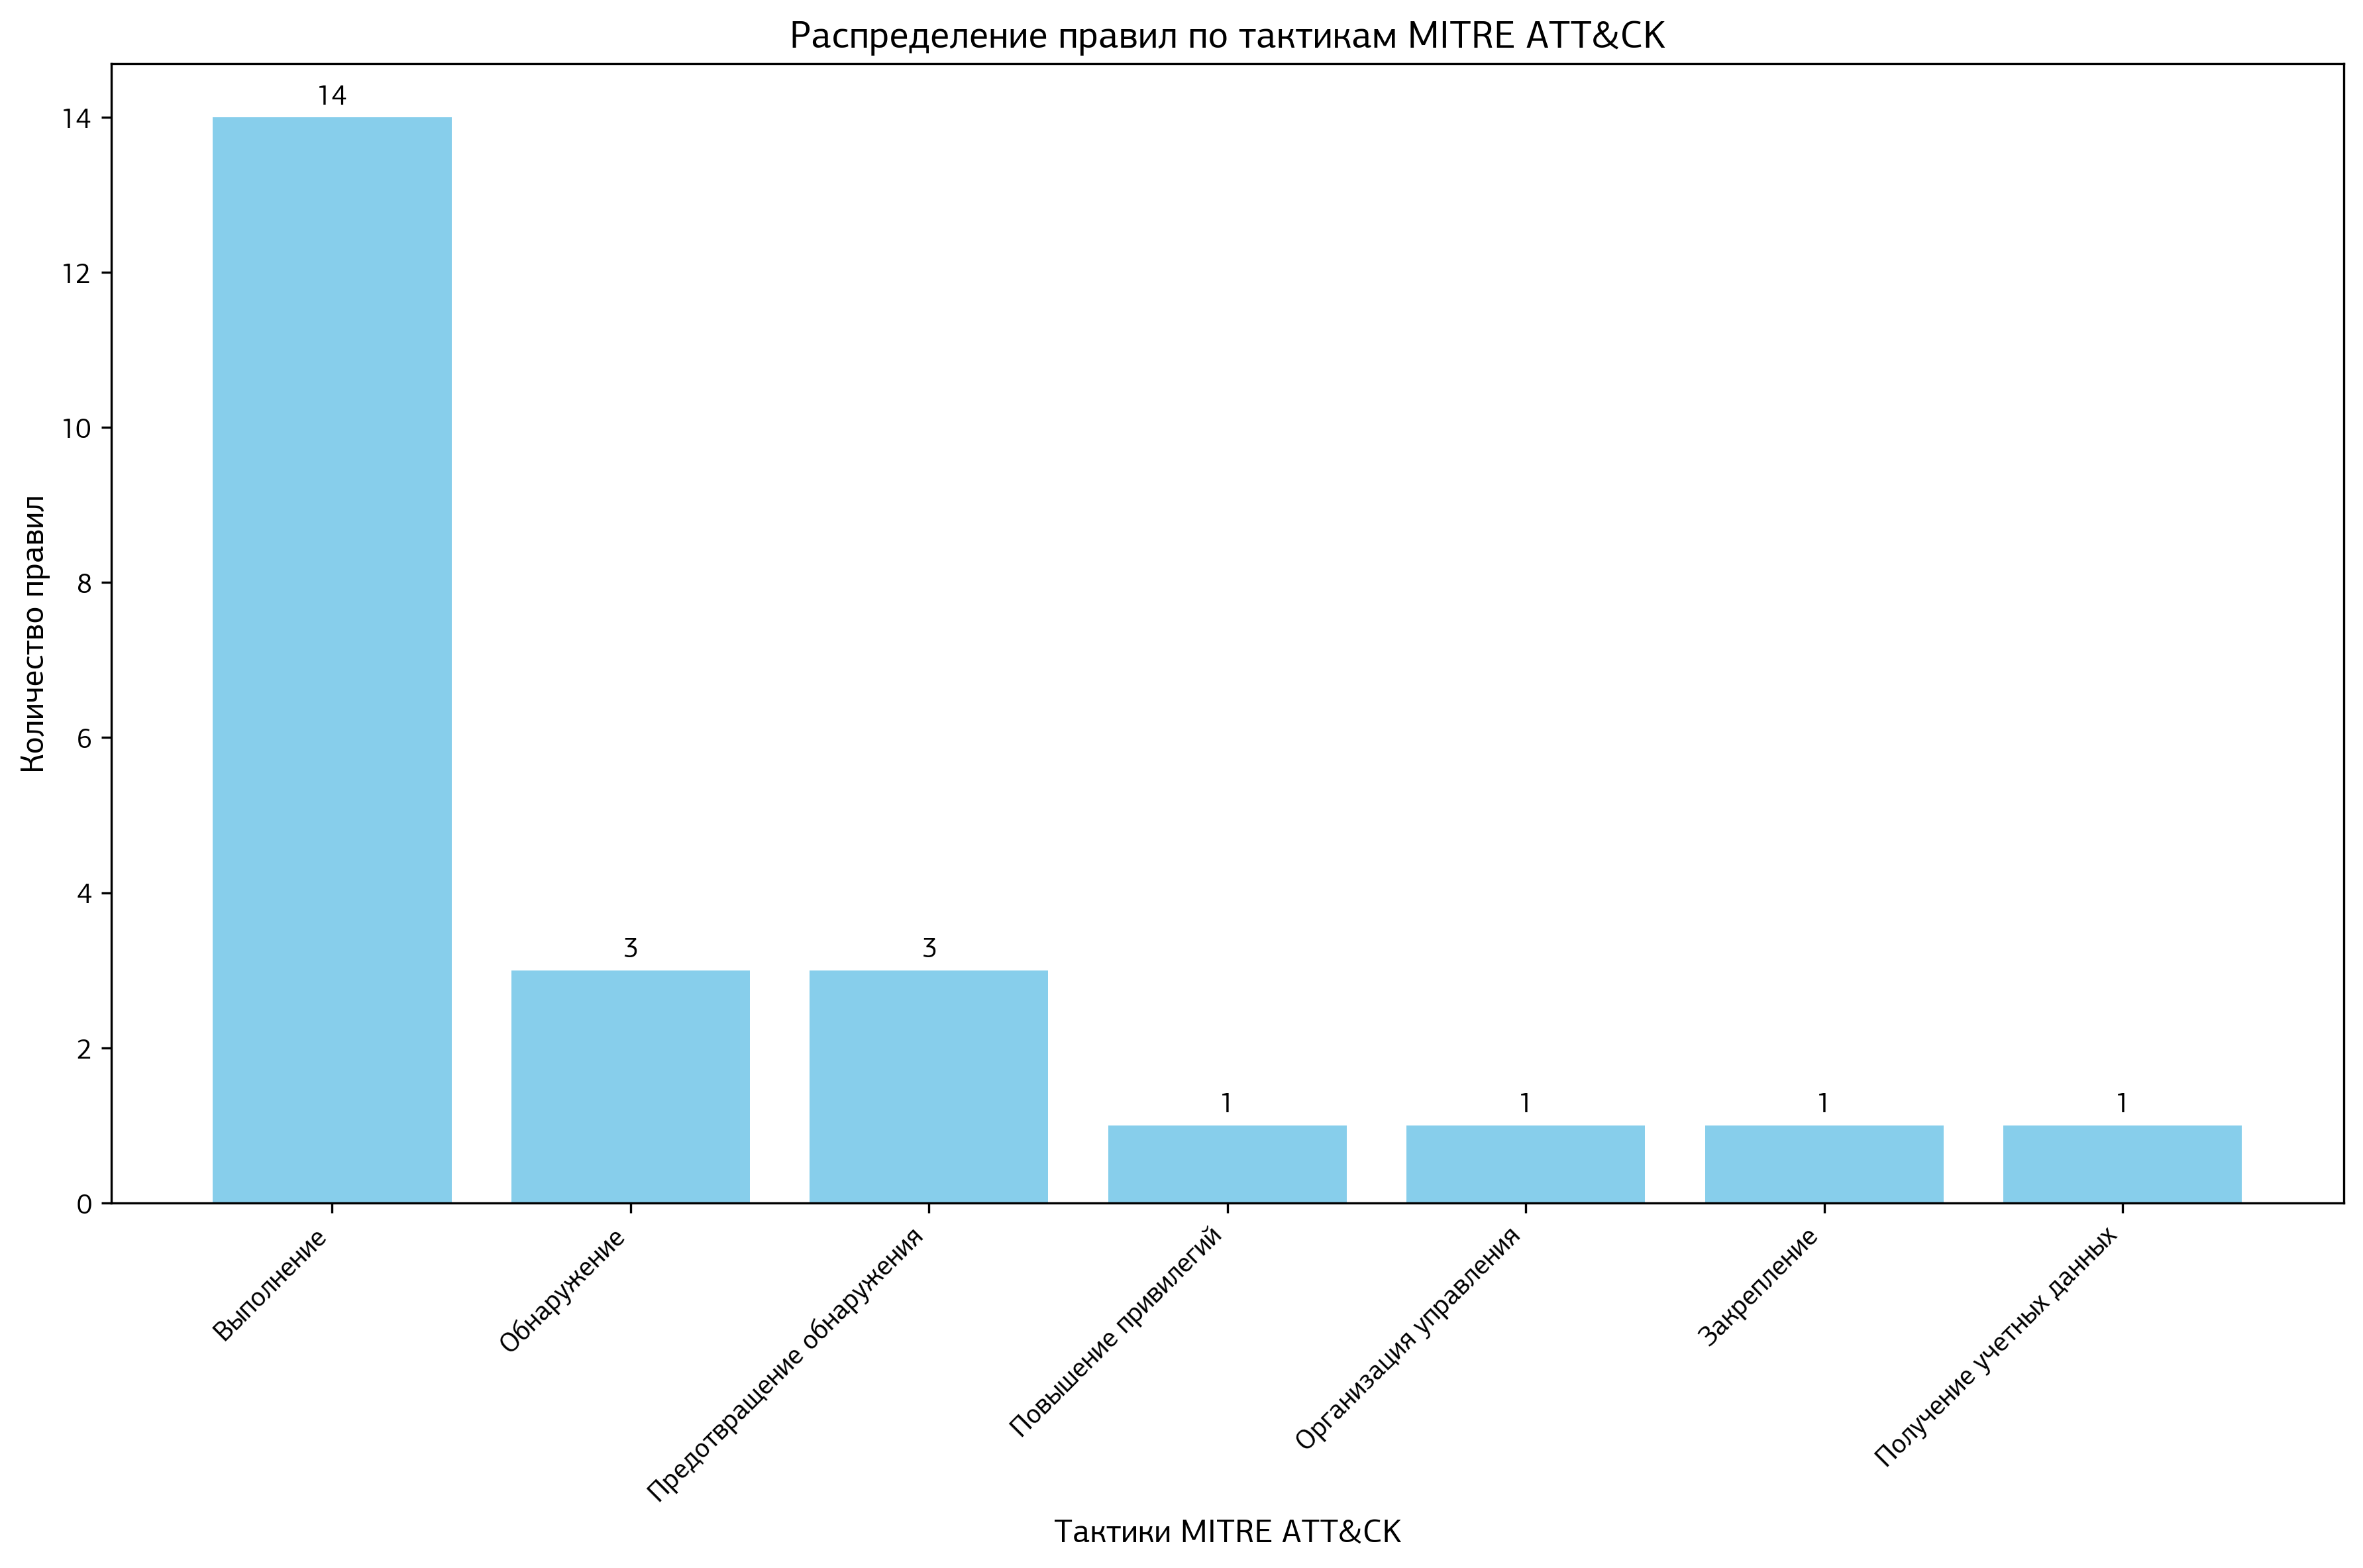 Распределение правил по тактикам MITRE ATT&CK
Количество правил
14
12
10
8
6
4
2
0
14
3
3
1
1
1
1
Выполнение
Обнаружение
Предотвращение обнаружения
Повышение привилегий
Организация управления
Закрепление
Получение учетных данных
Тактики MITRE ATT&CK